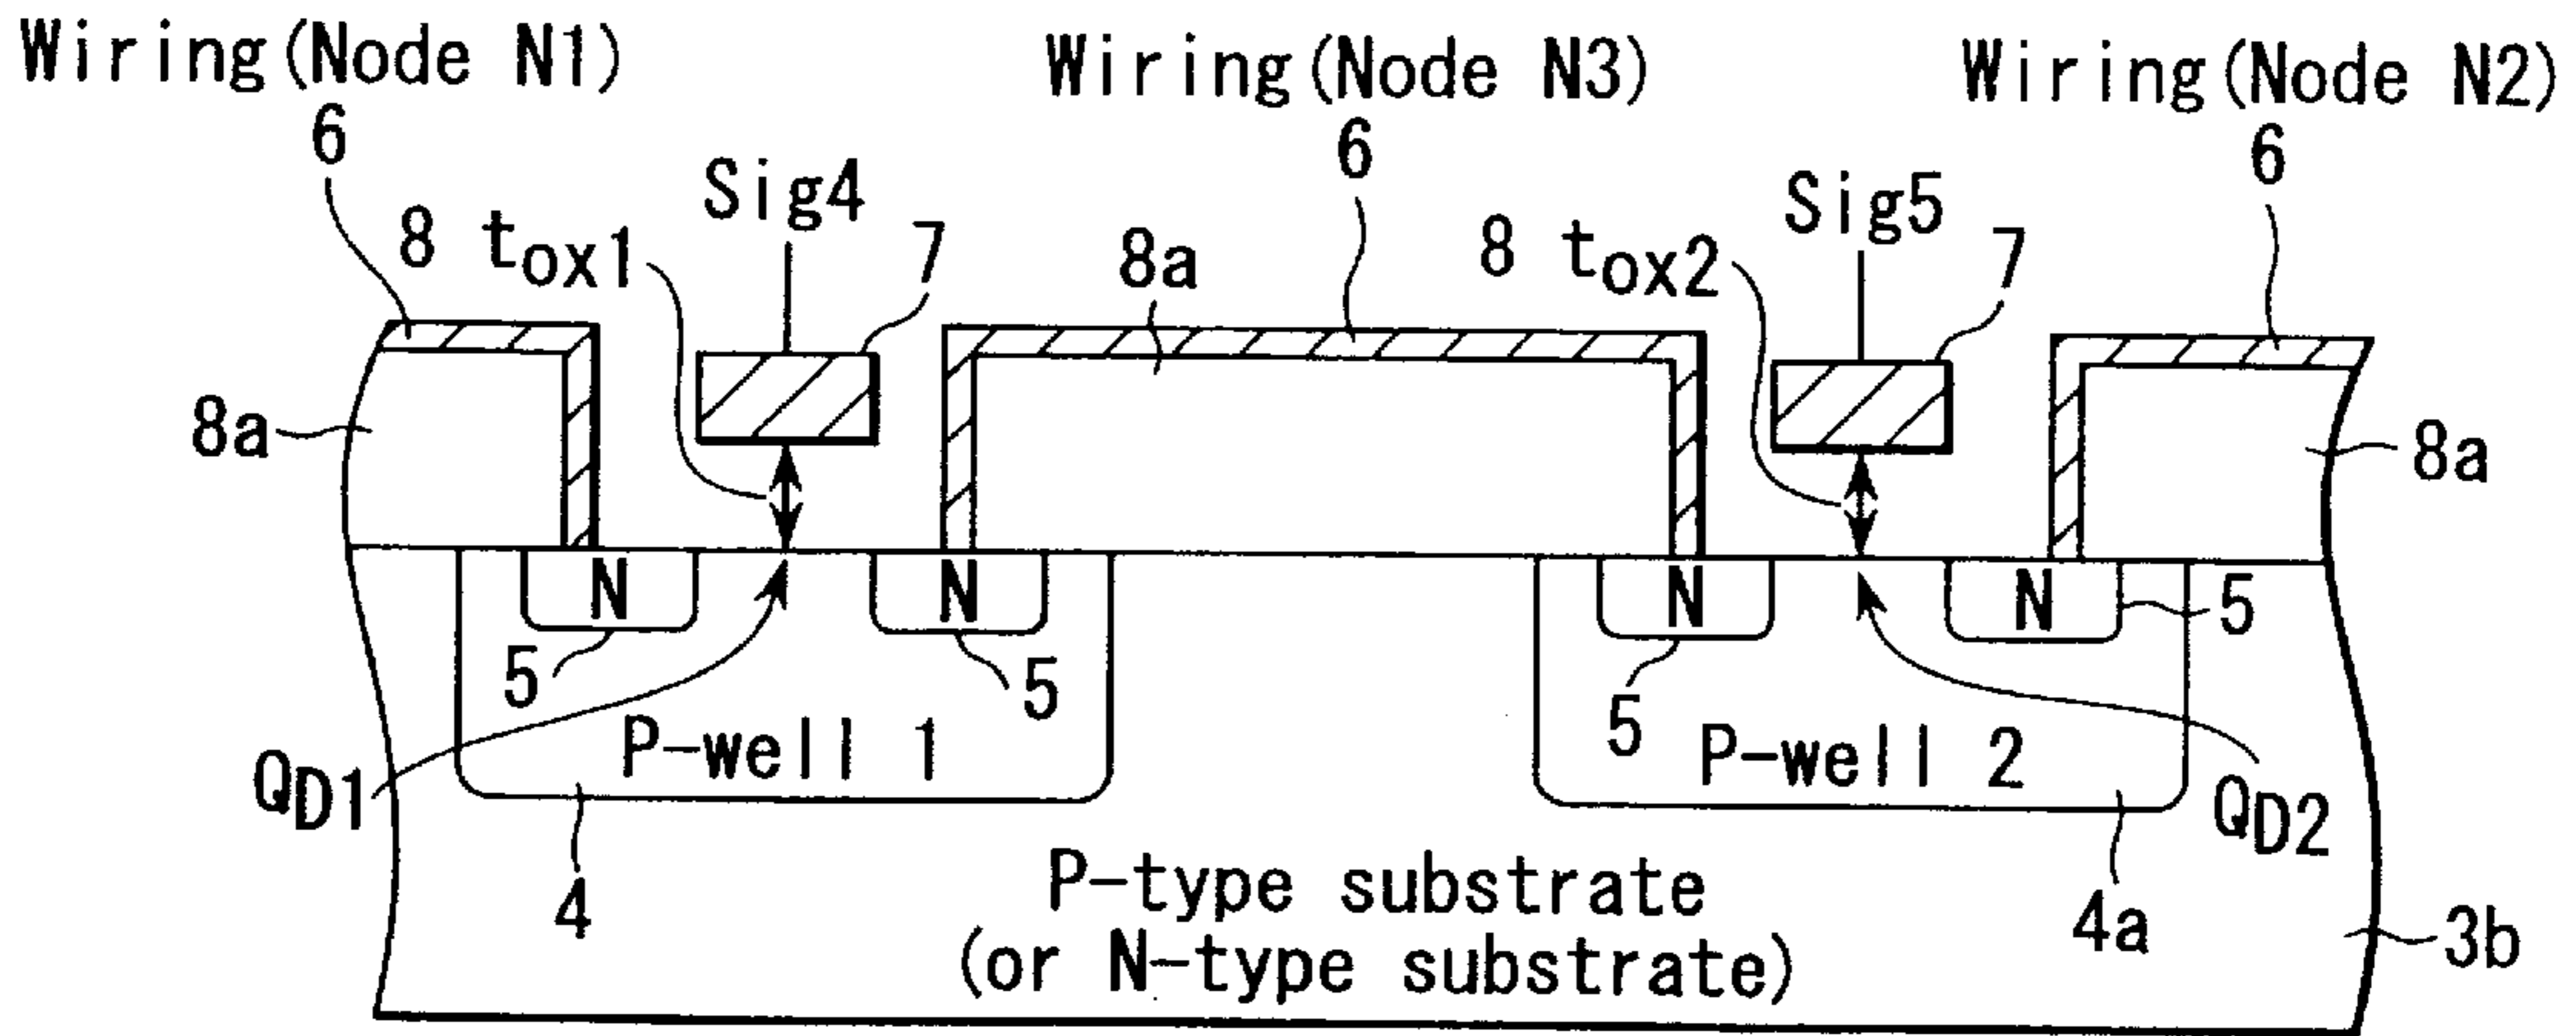 Wiring(Node N1)
Wiring(Node N3)
Wiring(Node N2)
6
6
6
Sig4
Sig5
8 tox1
7
8a
8 tox2
7
8a
8a
N
N
N
N
5
5
5
5
P-well 1
P-well 2
QD1
QD2
4
4a
P-type substrate
(or N-type substrate)
3b